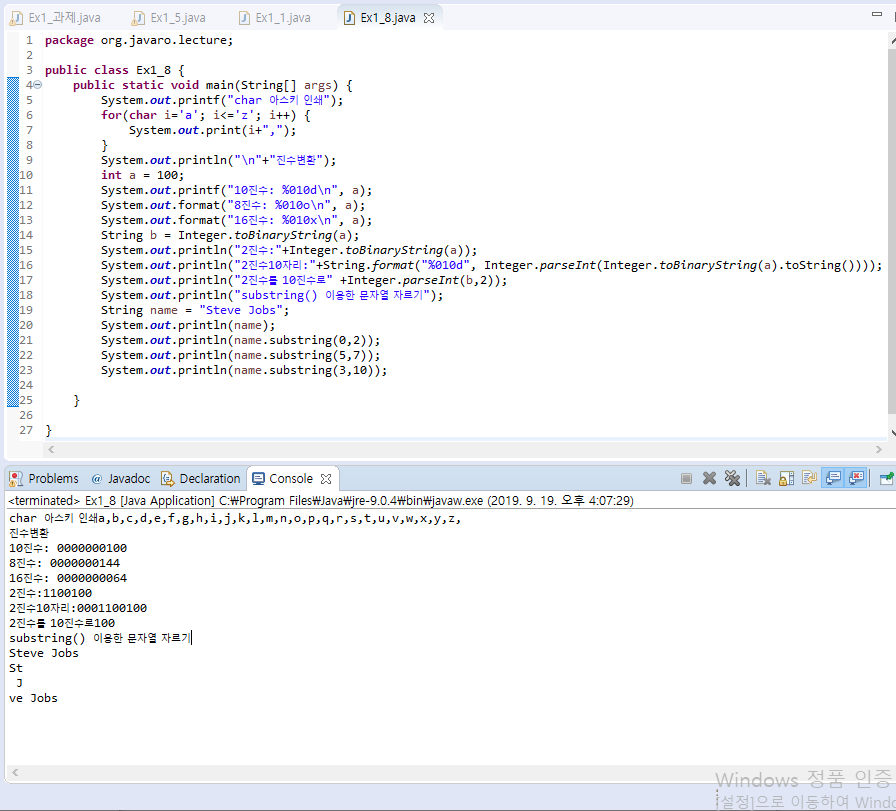 Ex1_과제.java Ex1_5.java Ex1_1.java Ex1_8.java
1 package org.javaro.lecture;
2
3 public class Ex1_8 {
4 public static void main(String[] args) {
5 System.out.printf("char 아스키 인쇄");
6 for(char i='a'; i<='z'; i++) {
7 System.out.print(i+",");
8 }
9 System.out.println("\n"+"진수변환");
10 int a = 100;
11 System.out.printf("10진수: %010d\n", a);
12 System.out.format("8진수: %010o\n", a);
13 System.out.format("16진수: %010x\n", a);
14 String b = Integer.toBinaryString(a);
15 System.out.println("2진수:"+Integer.toBinaryString(a));
16 System.out.println("2진수10자리:"+String.format("%010d", Integer.parseInt(Integer.toBinaryString(a).toString())));
17 System.out.println("2진수를 10진수로" +Integer.parseInt(b,2));
18 System.out.println("substring() 이용한 문자열 자르기");
19 String name = "Steve Jobs";
20 System.out.println(name);
21 System.out.println(name.substring(0,2));
22 System.out.println(name.substring(5,7));
23 System.out.println(name.substring(3,10));
24
25 }
26
27 }
Problems @ Javadoc Declaration Console
<terminated> Ex1_8 [Java Application] C:₩Program Files₩Java₩jre-9.0.4₩bin₩javaw.exe (2019. 9. 19. 오후 4:07:29)
char 아스키 인쇄a,b,c,d,e,f,g,h,i,j,k,l,m,n,o,p,q,r,s,t,u,v,w,x,y,z,
진수변환
10진수: 0000000100
8진수: 0000000144
16진수: 0000000064
2진수:1100100
2진수10자리:0001100100
2진수를 10진수로100
substring() 이용한 문자열 자르기
Steve Jobs
St
J
ve Jobs
Windows 정품 인증
[설정]으로 이동하여 Windo